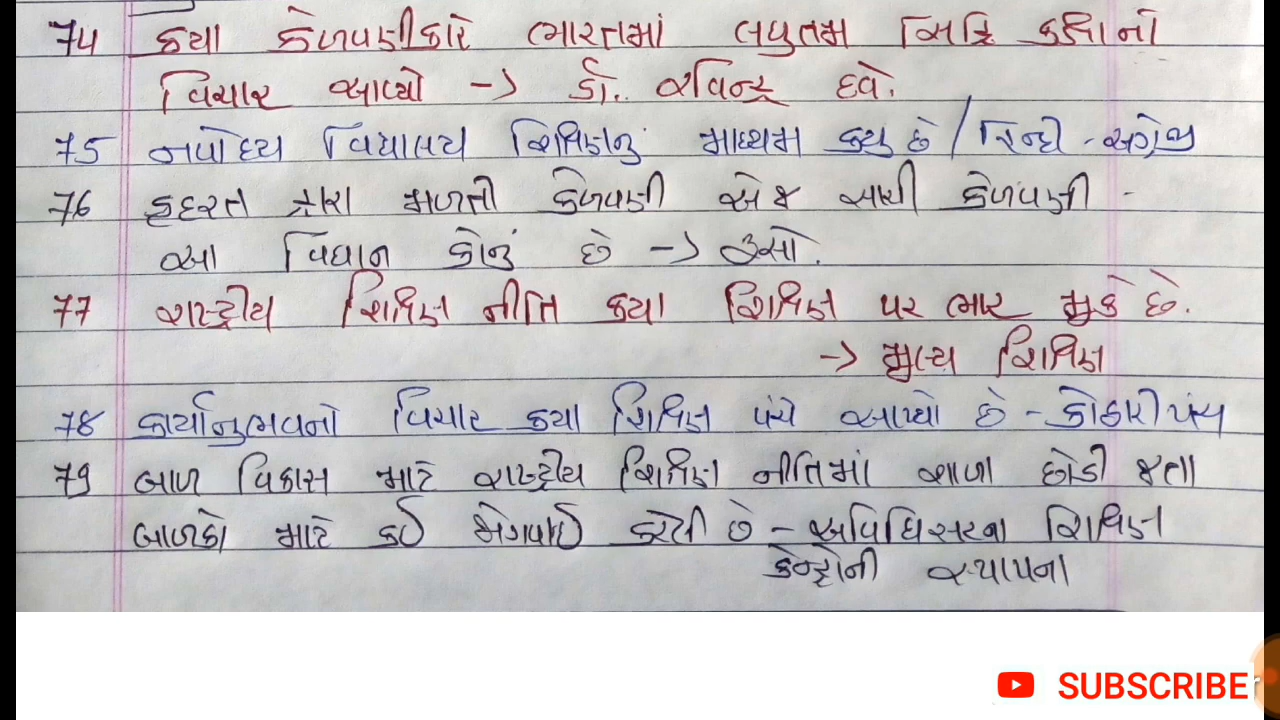 74 કયા કેળવણીકારે ભારતમાં લઘુતમ સિદ્ધિ કક્ષાનો
વિચાર આપ્યો -> ડૉ. રવિન્દ્ર દવે.
75 નવોદય વિદ્યાલય શિક્ષણનું માધ્યમ કયુ છે / હિન્દી - અંગ્રેજી
76 કુદરત દ્વારા મળતી કેળવણી એ જ સાચી કેળવણી -
આ વિધાન કોનું છે -> રુસો.
77 રાષ્ટ્રીય શિક્ષણ નીતિ કયા શિક્ષણ પર ભાર મુકે છે.
-> મુલ્ય શિક્ષણ
78 કાર્યાનુભવનો વિચાર કયા શિક્ષણ પંચે આપ્યો છે - કોઠારી પંચ
79 બાળ વિકાસ માટે રાષ્ટ્રીય શિક્ષણ નીતિમાં શાળા છોડી જતા
બાળકો માટે કઈ જોગવાઈ કરેલી છે - અવિધિસરના શિક્ષણ
કેન્દ્રોની સ્થાપના
SUBSCRIBE